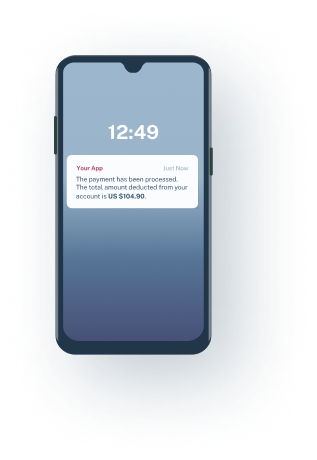 12:49
Your App Just Now
The payment has been processed.
The total amount deducted from your
account is US $104.90.